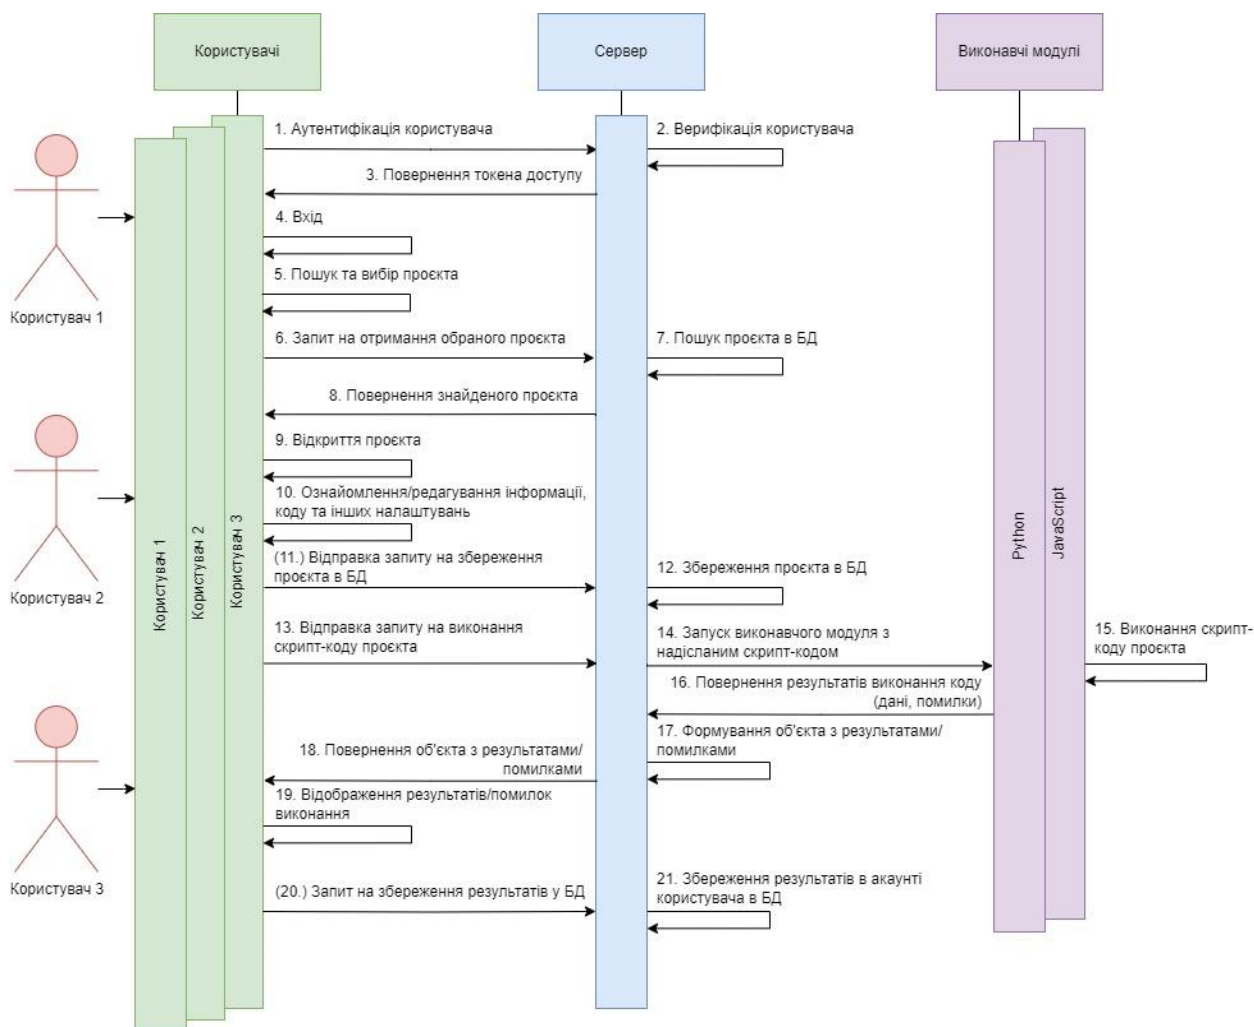 Користувачі
Сервер
Виконавчі модулі
1. Аутентифікація користувача
2. Верифікація користувача
3. Повернення токена доступу
4. Вхід
5. Пошук та вибір проєкта
Користувач 1
6. Запит на отримання обраного проєкта
7. Пошук проєкта в БД
8. Повернення знайденого проєкта
9. Відкриття проєкта
10. Ознайомлення/редагування інформації,
коду та інших налаштувань
Користувач 1
Користувач 2
Користувач 3
Python
JavaScript
(11.) Відправка запиту на збереження
проєкта в БД
12. Збереження проєкта в БД
Користувач 2
13. Відправка запиту на виконання
скрипт-коду проєкта
14. Запуск виконавчого модуля з
надісланим скрипт-кодом
15. Виконання скрипт-
коду проєкта
16. Повернення результатів виконання коду
(дані, помилки)
17. Формування об'єкта з результатами/
помилками
18. Повернення об'єкта з результатами/
помилками
19. Відображення результатів/помилок
виконання
Користувач 3
(20.) Запит на збереження результатів у БД
21. Збереження результатів в акаунті
користувача в БД